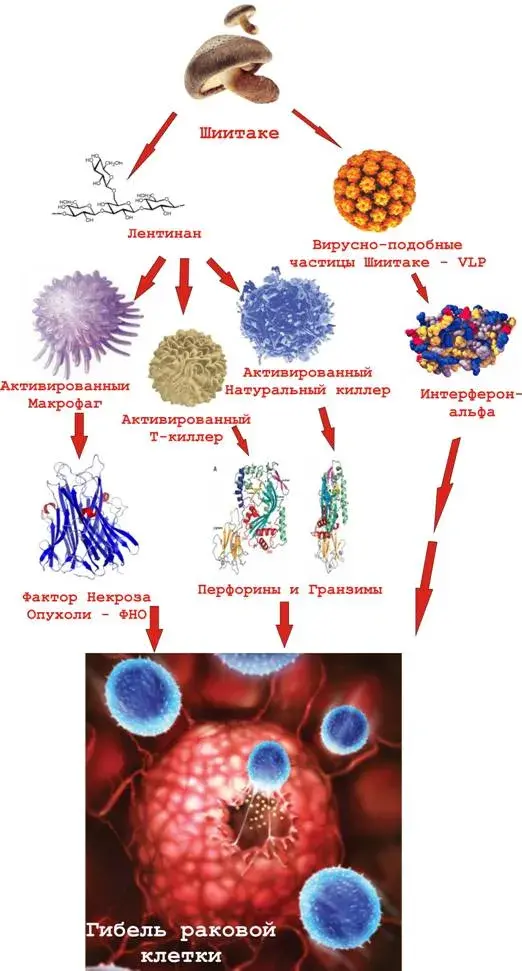 Шиитаке
Лентинан
Вирусно-подобные
частицы Шиитаке - VLP
Активированный
Макрофаг
Активированный
Т-киллер
Активированный
Натуральный киллер
Интерферон-
альфа
A
Фактор Некроза
Опухоли - ФНО
Перфорины и Гранзимы
Гибель раковой
клетки